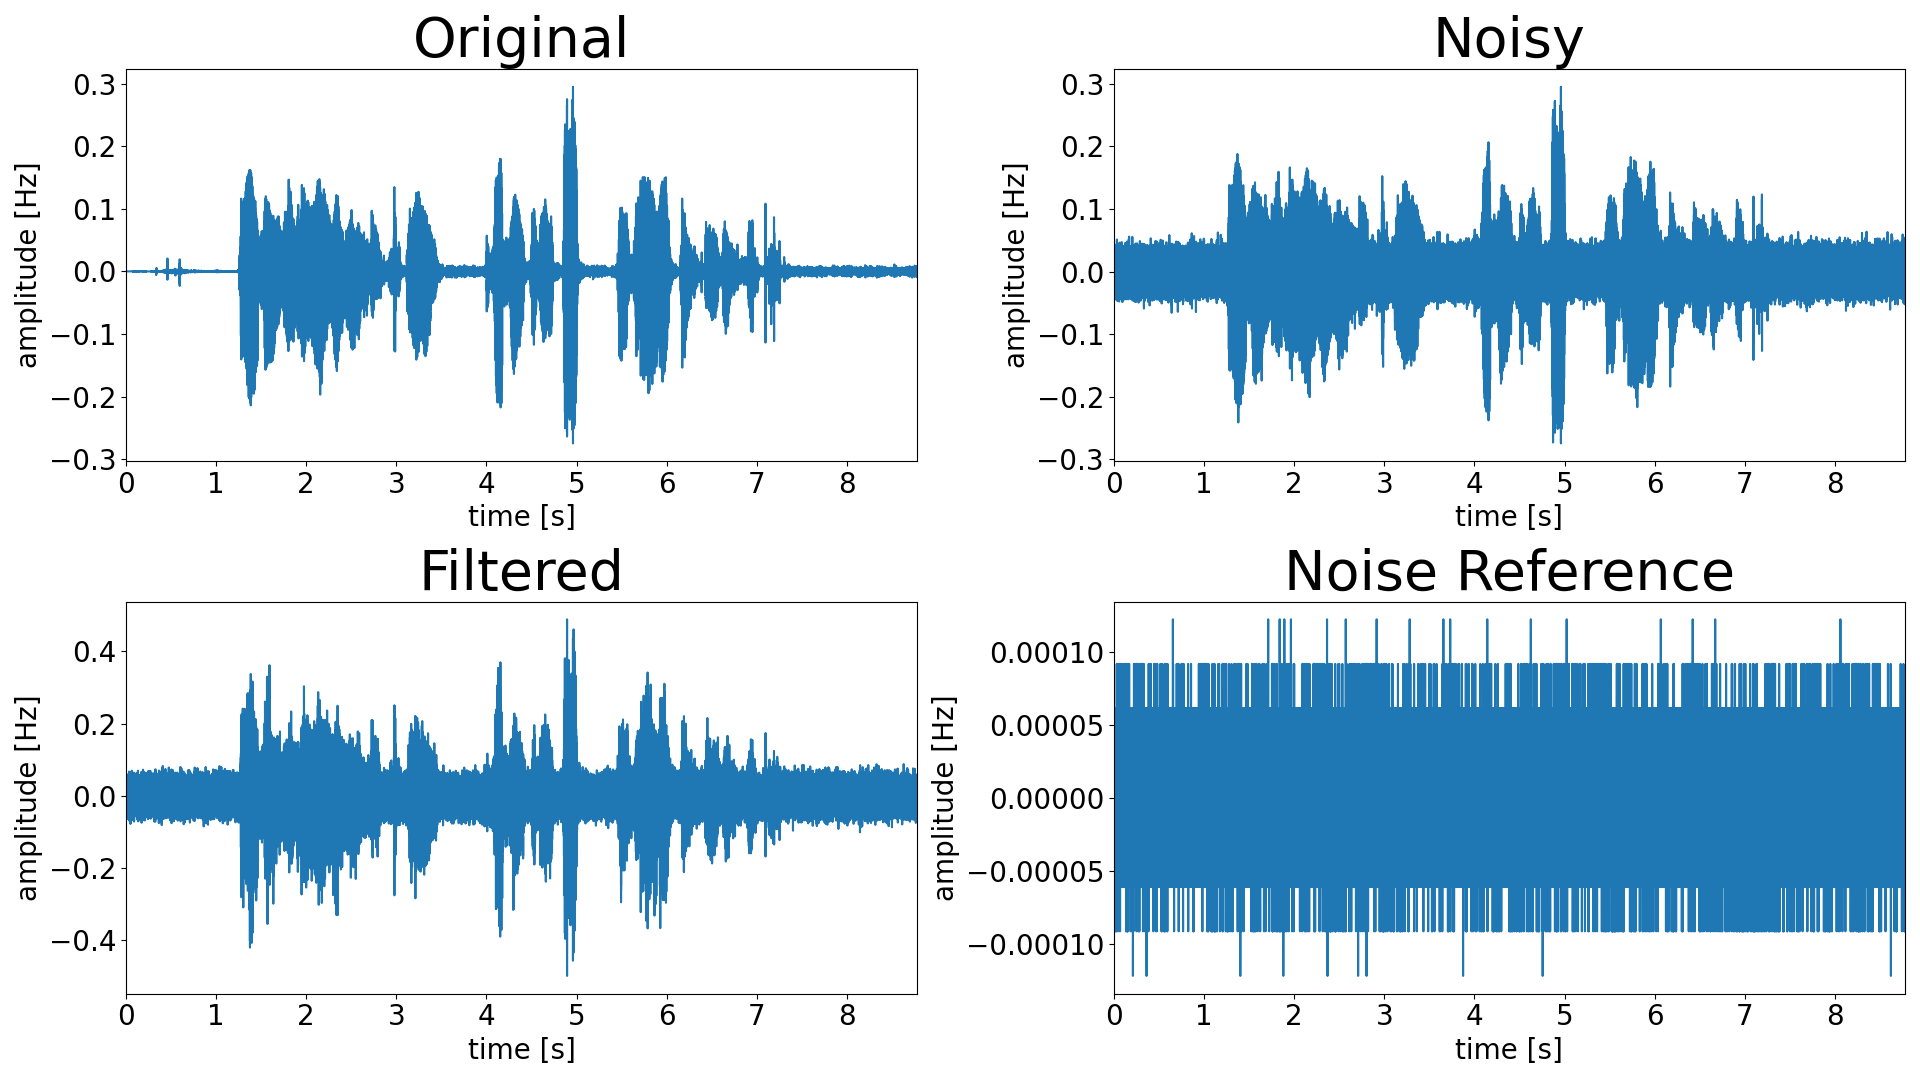 Original
amplitude [Hz]
0.3
0.2
0.1
0.0
−0.1
−0.2
−0.3
0 1 2 3 4 5 6 7 8
time [s]
Noisy
amplitude [Hz]
0.3
0.2
0.1
0.0
−0.1
−0.2
−0.3
0 1 2 3 4 5 6 7 8
time [s]
Filtered
amplitude [Hz]
0.4
0.2
0.0
−0.2
−0.4
0 1 2 3 4 5 6 7 8
time [s]
Noise Reference
amplitude [Hz]
0.00010
0.00005
0.00000
−0.00005
−0.00010
0 1 2 3 4 5 6 7 8
time [s]